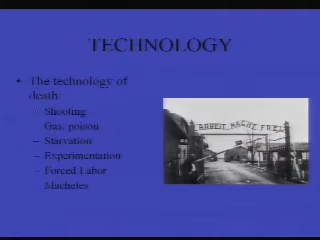 TECHNOLOGY
• The technology of
death:
– Shooting
– Gas, poison
– Starvation
– Experimentation
– Forced Labor
– Machetes
ARBEIT MACHT FREI